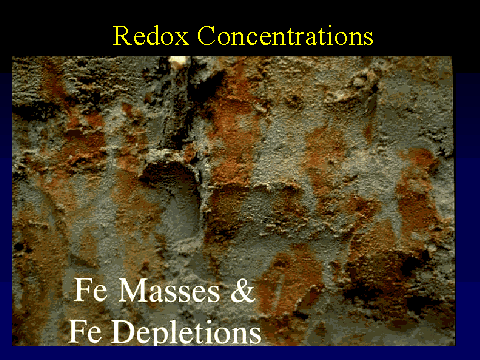 Redox Concentrations
Fe Masses &
Fe Depletions